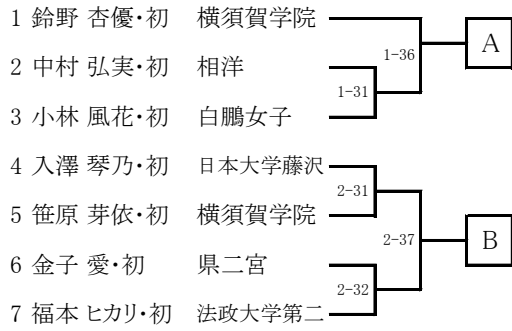 1 鈴野 杏優・初 横須賀学院
1-36
A
2 中村 弘実・初 相洋
1-31
3 小林 風花・初 白鵬女子
4 入澤 琴乃・初 日本大学藤沢
2-31
5 笹原 芽依・初 横須賀学院
2-37
B
6 金子 愛・初 県二宮
2-32
7 福本 ヒカリ・初 法政大学第二